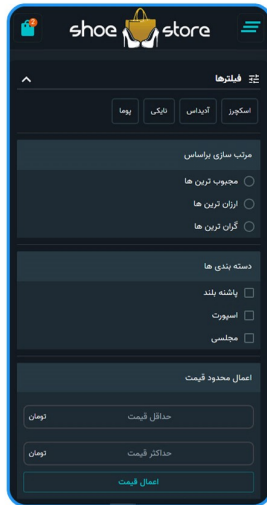 shoe store
2
فیلترها
اسکچرز آدیداس نایکی پوما
مرتب سازی براساس
محبوب ترین ها
ارزان ترین ها
گران ترین ها
دسته بندی ها
پاشنه بلند
اسپورت
مجلسی
اعمال محدود قیمت
حداقل قیمت تومان
حداکثر قیمت تومان
اعمال قیمت